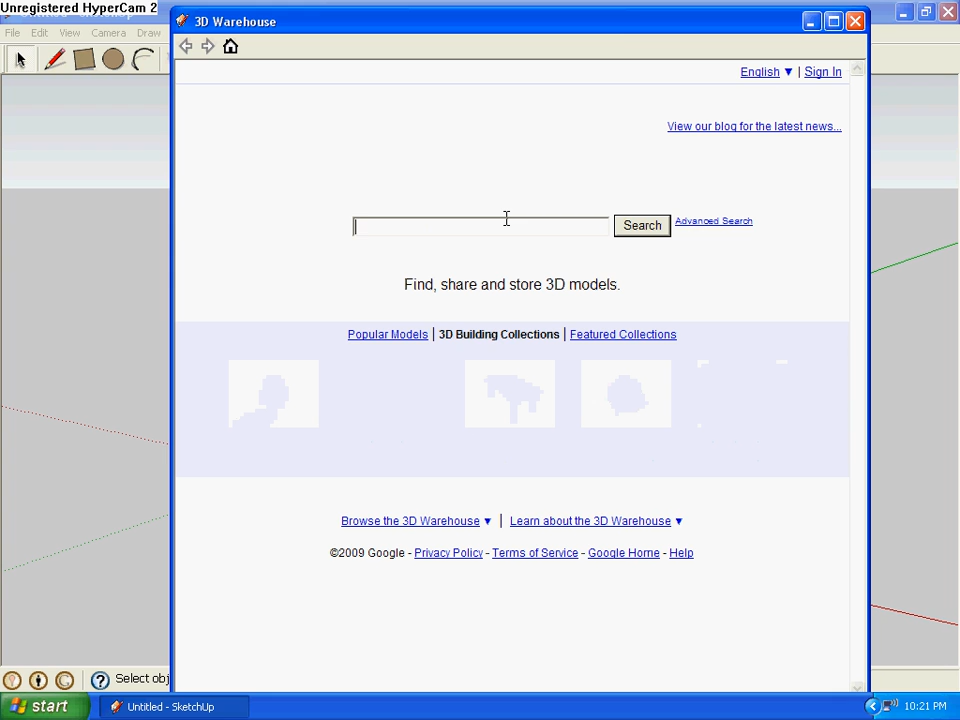 Unregistered HyperCam 2
3D Warehouse
File Edit View Camera Draw
English ▼ | Sign In
View our blog for the latest news...
Search Advanced Search
Find, share and store 3D models.
Popular Models | 3D Building Collections | Featured Collections
Browse the 3D Warehouse ▼ | Learn about the 3D Warehouse ▼
©2009 Google - Privacy Policy - Terms of Service - Google Home - Help
Select obj
start Untitled - SketchUp 10:21 PM